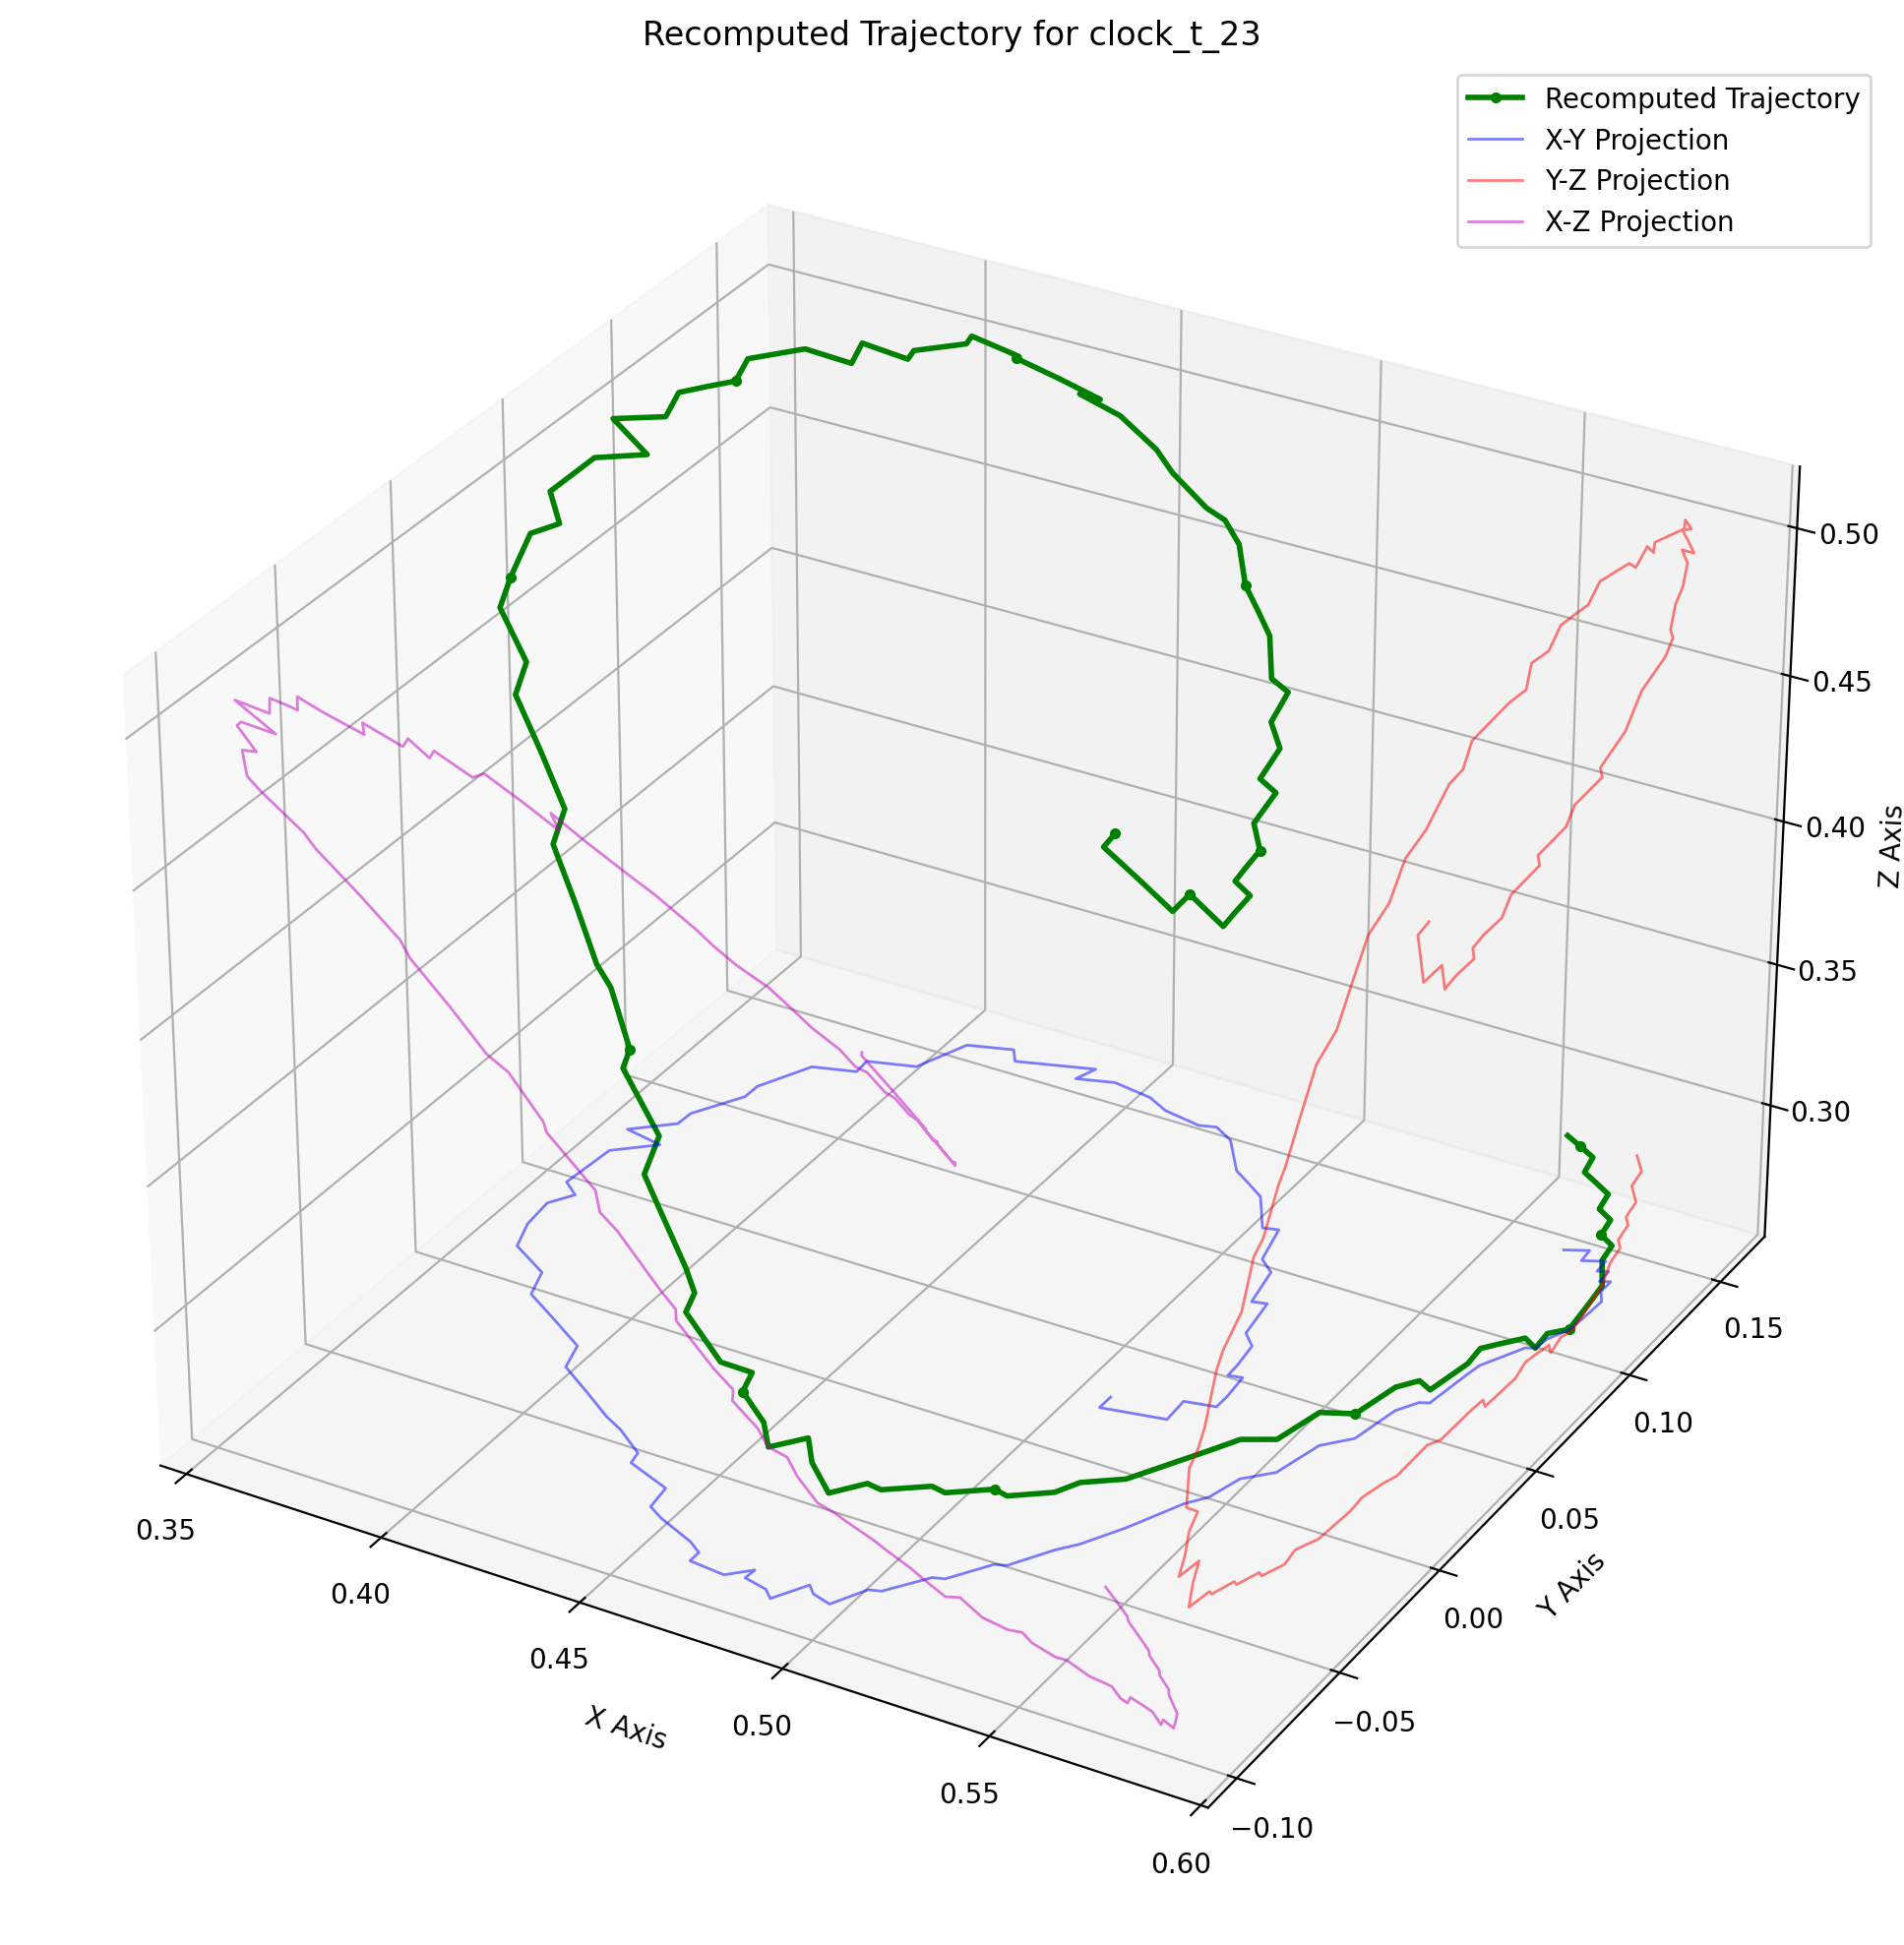 Recomputed Trajectory for clock_t_23
Recomputed Trajectory
X-Y Projection
Y-Z Projection
X-Z Projection
0.50
0.45
0.40
0.35
0.30
Z Axis
0.15
0.10
0.05
0.00
−0.05
−0.10
Y Axis
0.35
0.40
0.45
0.50
0.55
0.60
X Axis